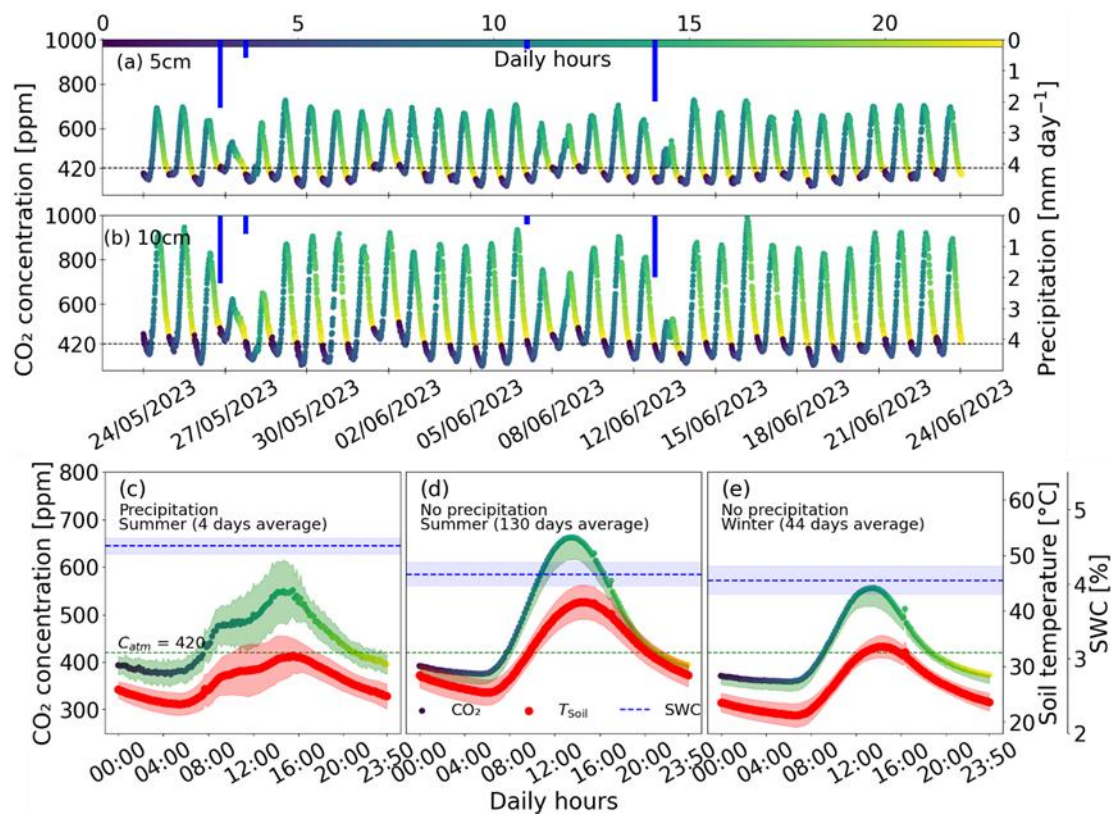 0 5 10 15 20
1000 0
(a) 5cm
Daily hours
800 1
2
600
3
420 4
CO₂ concentration [ppm]
Precipitation [mm day⁻¹]
1000 0
(b) 10cm
1
800
2
600
3
420 4
24/05/2023 27/05/2023 30/05/2023 02/06/2023 05/06/2023 08/06/2023 12/06/2023 15/06/2023 18/06/2023 21/06/2023 24/06/2023
800
700
600
500
400
300
CO₂ concentration [ppm]
(c)
Precipitation
Summer (4 days average)
C_atm = 420
(d)
No precipitation
Summer (130 days average)
CO₂ T_Soil SWC
(e)
No precipitation
Winter (44 days average)
60
50
40
30
20
Soil temperature [°C]
5
4
3
2
SWC [%]
00:00 04:00 08:00 12:00 16:00 20:00 23:50
00:00 04:00 08:00 12:00 16:00 20:00 23:50
00:00 04:00 08:00 12:00 16:00 20:00 23:50
Daily hours